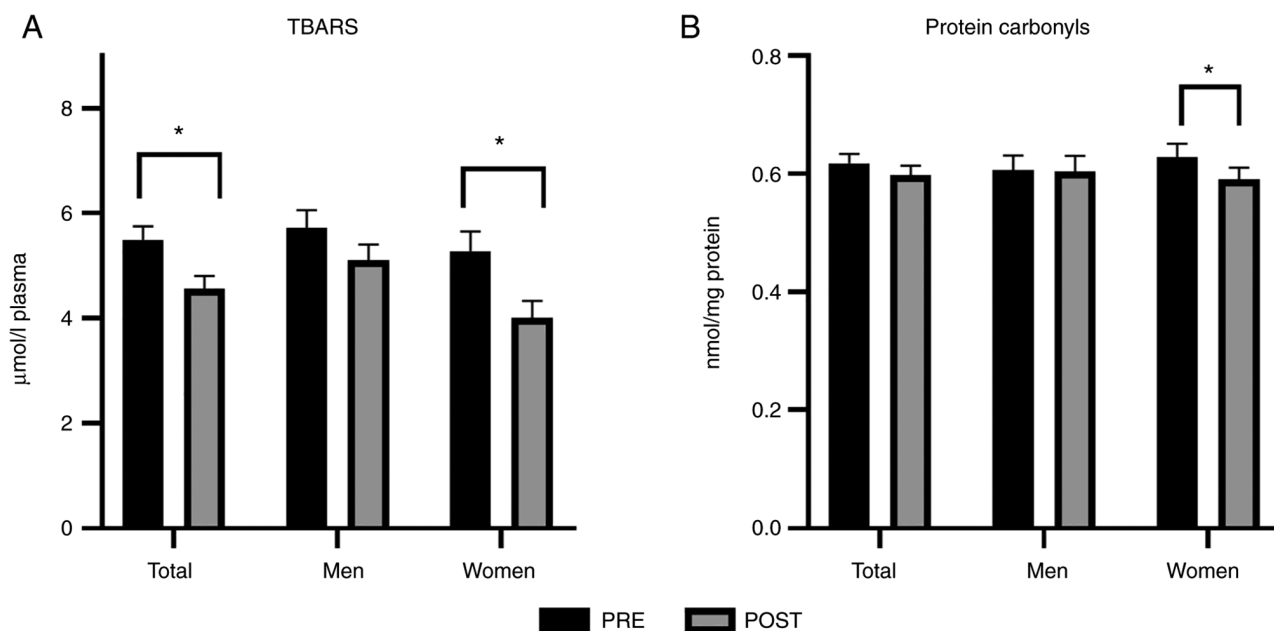 A
TBARS
μmol/l plasma
8
6
4
2
0
*
*
Total
Men
Women
B
Protein carbonyls
nmol/mg protein
0.8
0.6
0.4
0.2
0.0
*
Total
Men
Women
PRE
POST